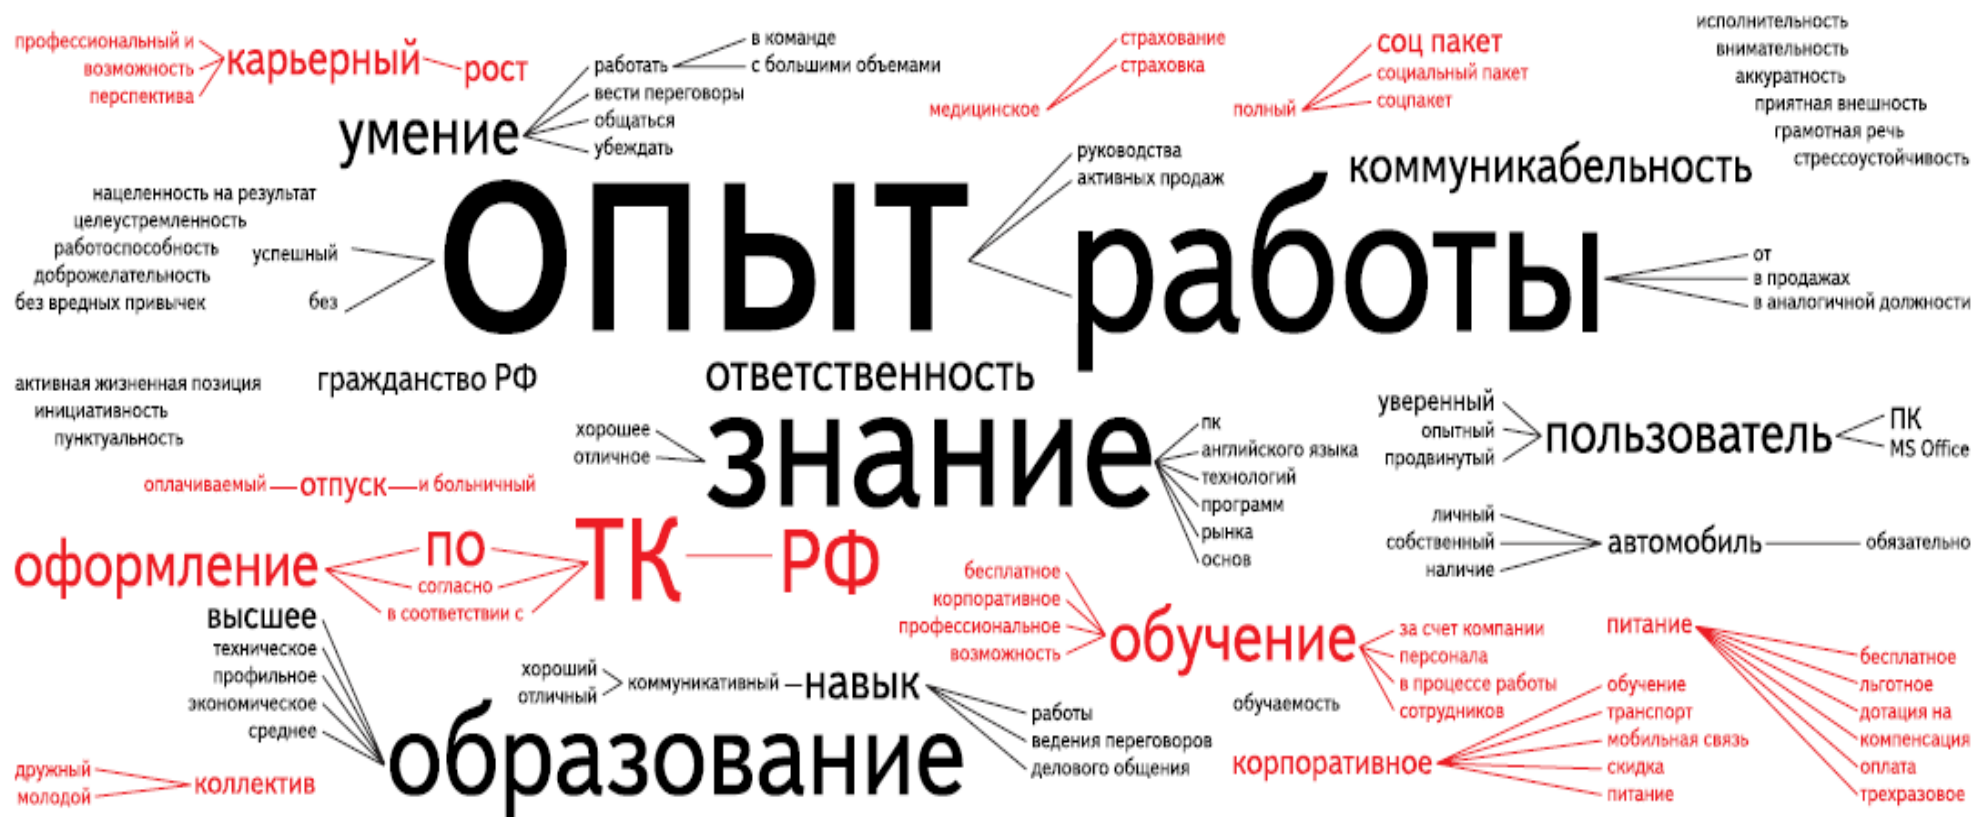 профессиональный и
возможность
перспектива
карьерный
рост
умение
работать
в команде
с большими объемами
вести переговоры
общаться
убеждать
медицинское
страхование
страховка
полный
соц пакет
социальный пакет
соцпакет
исполнительность
внимательность
аккуратность
приятная внешность
грамотная речь
стрессоустойчивость
коммуникабельность
нацеленность на результат
целеустремленность
работоспособность
доброжелательность
без вредных привычек
успешный
без
опыт
руководства
активных продаж
работы
от
в продажах
в аналогичной должности
активная жизненная позиция
инициативность
пунктуальность
гражданство РФ
ответственность
хорошее
отличное
знание
пк
английского языка
технологий
программ
рынка
основ
уверенный
опытный
продвинутый
пользователь
ПК
MS Office
оплачиваемый
отпуск
и больничный
личный
собственный
наличие
автомобиль
обязательно
оформление
по
согласно
в соответствии с
ТК
РФ
высшее
техническое
профильное
экономическое
среднее
образование
хороший
отличный
коммуникативный
навык
работы
ведения переговоров
делового общения
бесплатное
корпоративное
профессиональное
возможность
обучение
за счет компании
персонала
в процессе работы
сотрудников
обучаемость
питание
бесплатное
льготное
дотация на
компенсация
оплата
трехразовое
корпоративное
обучение
транспорт
мобильная связь
скидка
питание
дружный
молодой
коллектив